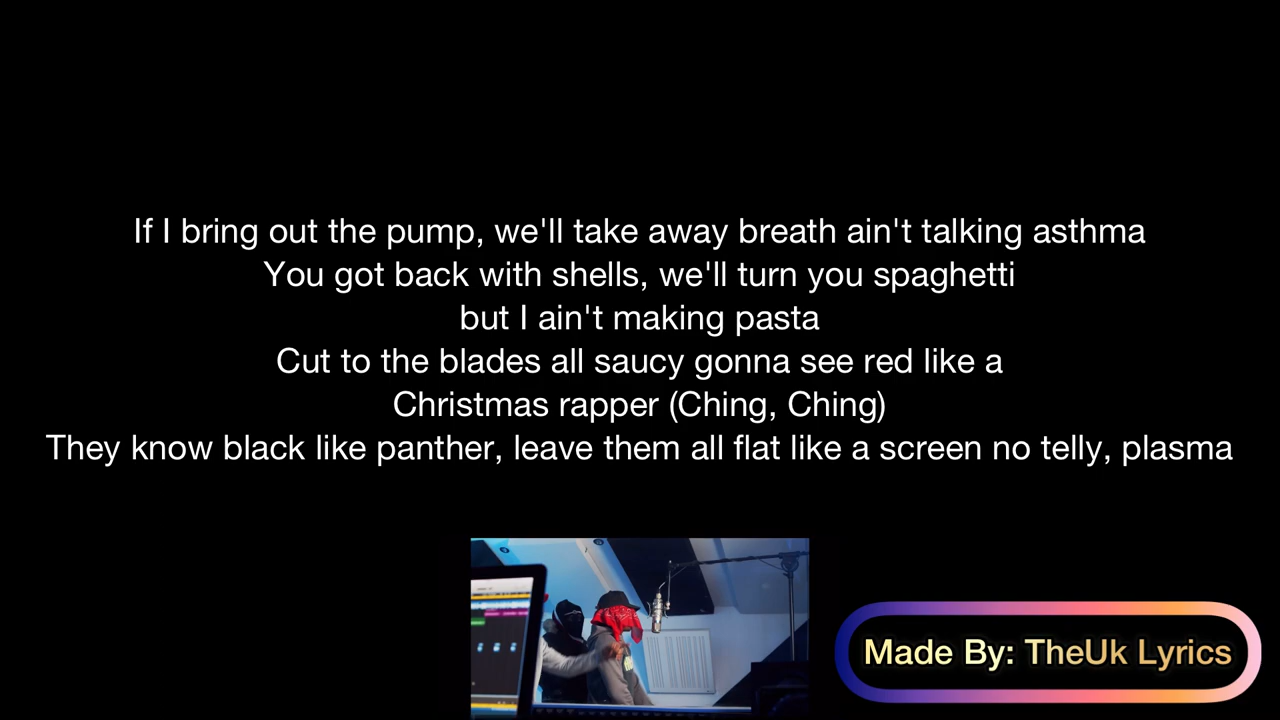 If I bring out the pump, we'll take away breath ain't talking asthma
You got back with shells, we'll turn you spaghetti
but I ain't making pasta
Cut to the blades all saucy gonna see red like a
Christmas rapper (Ching, Ching)
They know black like panther, leave them all flat like a screen no telly, plasma
Made By: TheUk Lyrics